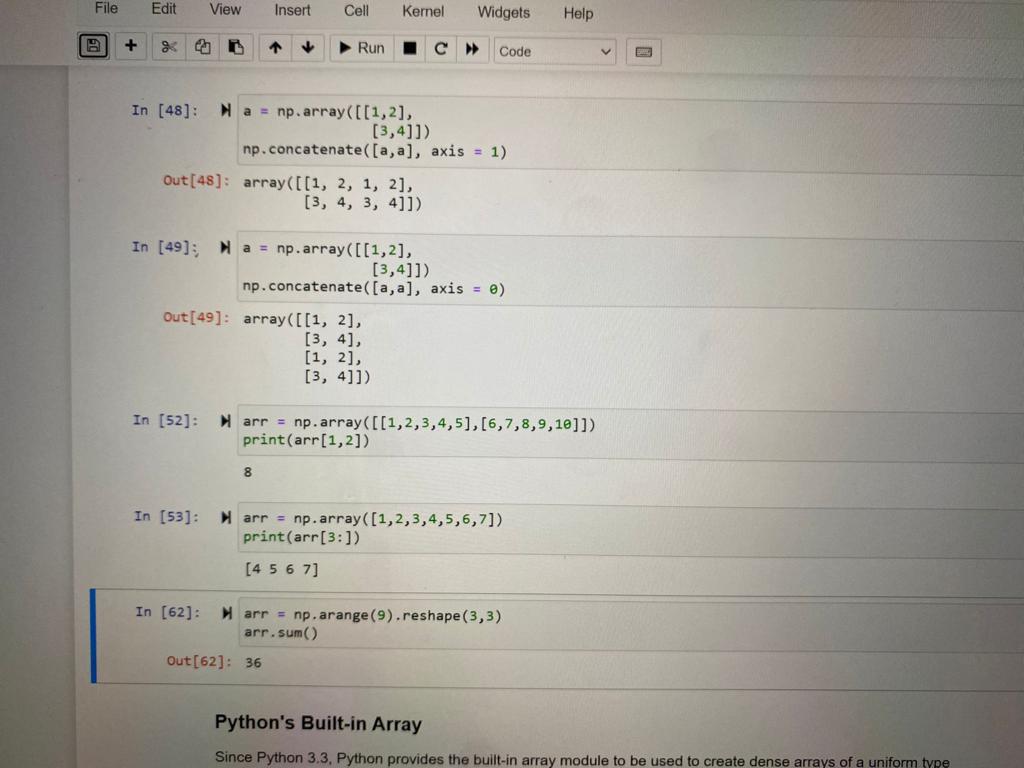 File Edit View Insert Cell Kernel Widgets Help
Run Code
In [48]: a = np.array([[1,2],
[3,4]])
np.concatenate([a,a], axis = 1)
Out[48]: array([[1, 2, 1, 2],
[3, 4, 3, 4]])
In [49]: a = np.array([[1,2],
[3,4]])
np.concatenate([a,a], axis = 0)
Out[49]: array([[1, 2],
[3, 4],
[1, 2],
[3, 4]])
In [52]: arr = np.array([[1,2,3,4,5],[6,7,8,9,10]])
print(arr[1,2])
8
In [53]: arr = np.array([1,2,3,4,5,6,7])
print(arr[3:])
[4 5 6 7]
In [62]: arr = np.arange(9).reshape(3,3)
arr.sum()
Out[62]: 36
Python's Built-in Array
Since Python 3.3, Python provides the built-in array module to be used to create dense arrays of a uniform type